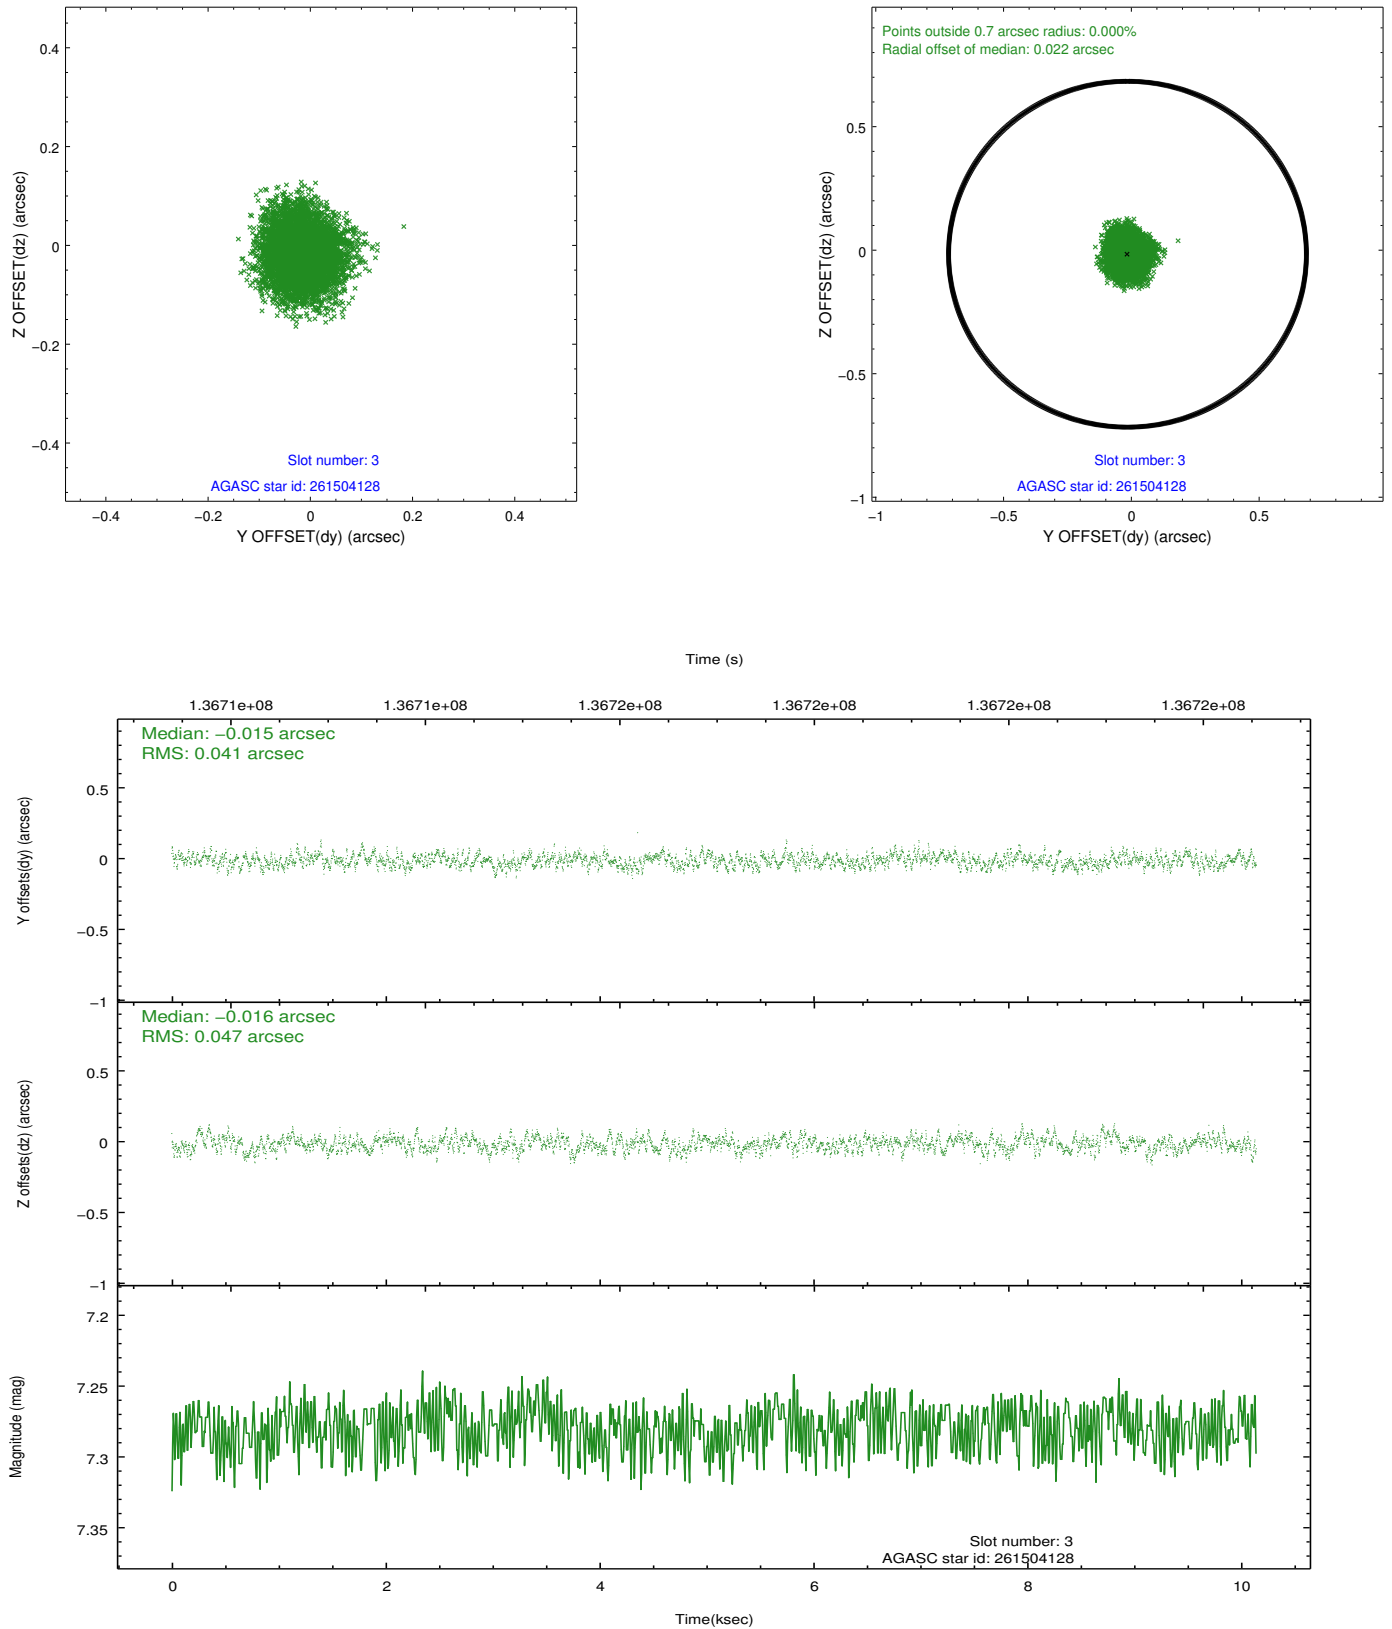 0.4
0.2
0
−0.2
−0.4
−0.4
−0.2
0
0.2
0.4
Z OFFSET(dz) (arcsec)
Y OFFSET(dy) (arcsec)
Slot number: 3
AGASC star id: 261504128
Points outside 0.7 arcsec radius: 0.000%
Radial offset of median: 0.022 arcsec
0.5
0
−0.5
−1
−1
−0.5
0
0.5
Z OFFSET(dz) (arcsec)
Y OFFSET(dy) (arcsec)
Slot number: 3
AGASC star id: 261504128
Time (s)
1.3671e+08
1.3671e+08
1.3672e+08
1.3672e+08
1.3672e+08
1.3672e+08
Median: −0.015 arcsec
RMS: 0.041 arcsec
0.5
0
−0.5
−1
Y offsets(dy) (arcsec)
Median: −0.016 arcsec
RMS: 0.047 arcsec
0.5
0
−0.5
−1
Z offsets(dz) (arcsec)
7.2
7.25
7.3
7.35
Magnitude (mag)
Slot number: 3
AGASC star id: 261504128
0
2
4
6
8
10
Time(ksec)